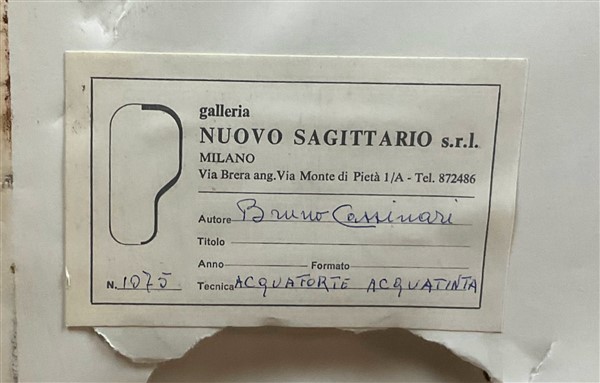 galleria
NUOVO SAGITTARIO s.r.l.
MILANO
Via Brera ang. Via Monte di Pietà 1/A - Tel. 872486
Autore Bruno Cassinari
Titolo
Anno Formato
N. 1075 Tecnica ACQUAFORTE ACQUATINTA